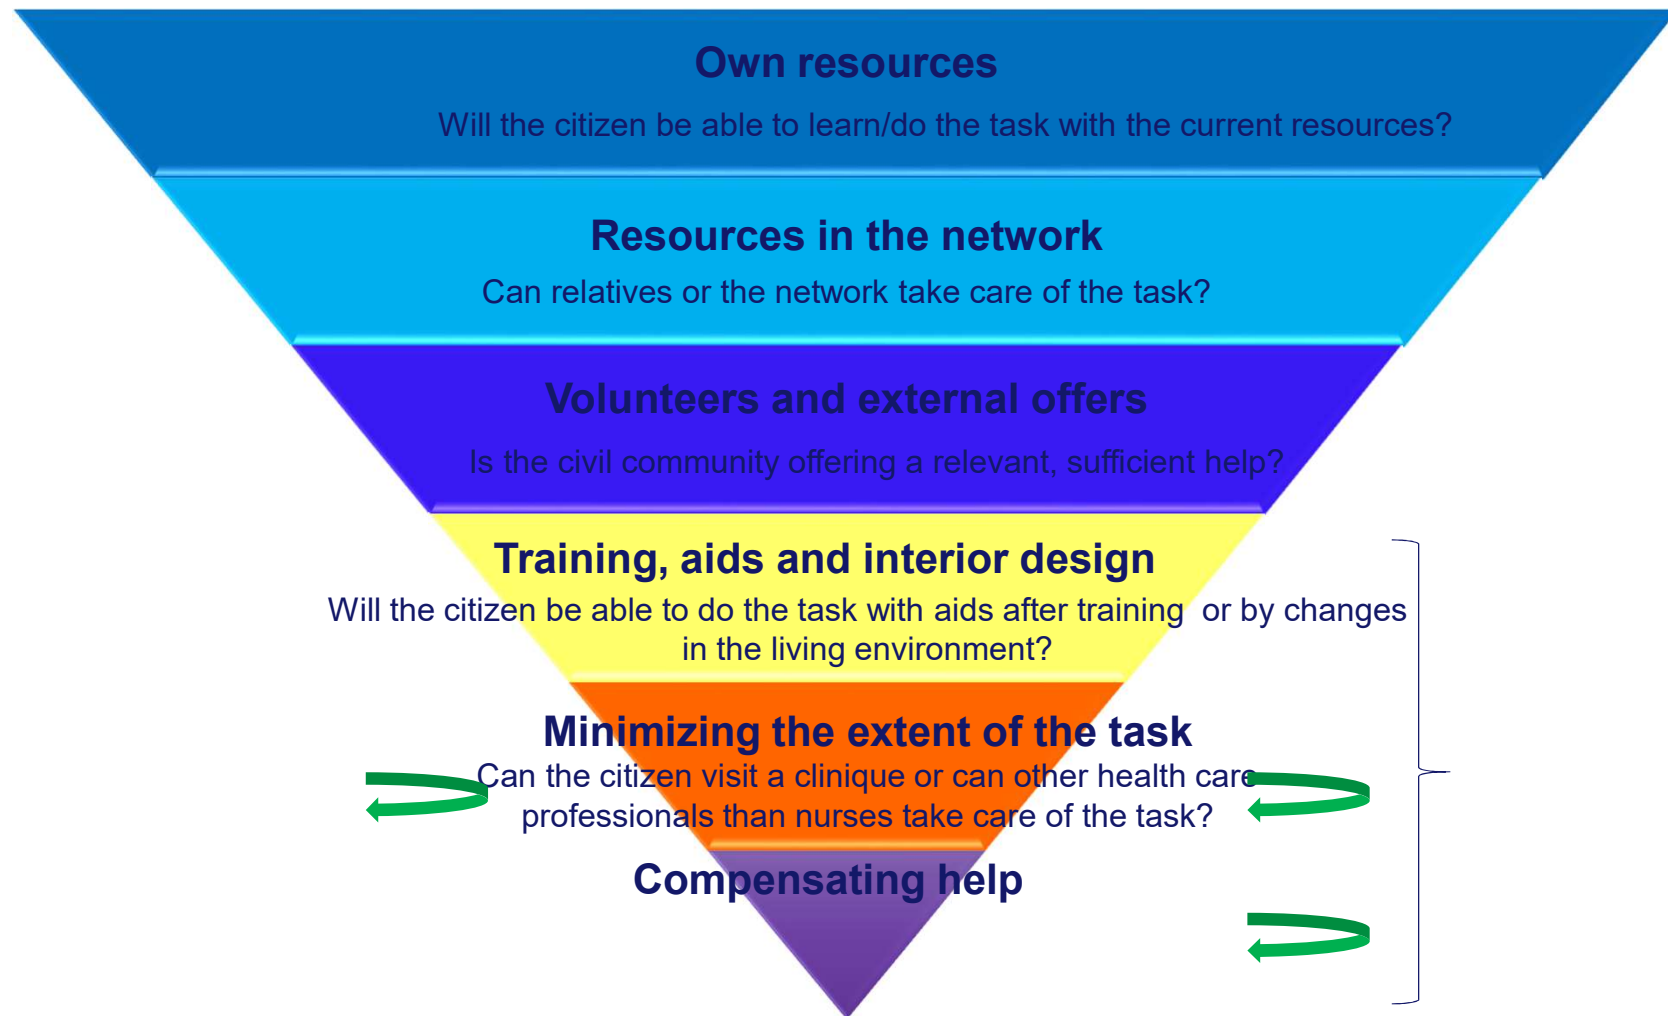 Own resources
Will the citizen be able to learn/do the task with the current resources?
Resources in the network
Can relatives or the network take care of the task?
Volunteers and external offers
Is the civil community offering a relevant, sufficient help?
Training, aids and interior design
Will the citizen be able to do the task with aids after training  or by changes
in the living environment?
Minimizing the extent of the task
Can the citizen visit a clinique or can other health care
professionals than nurses take care of the task?
Compensating help